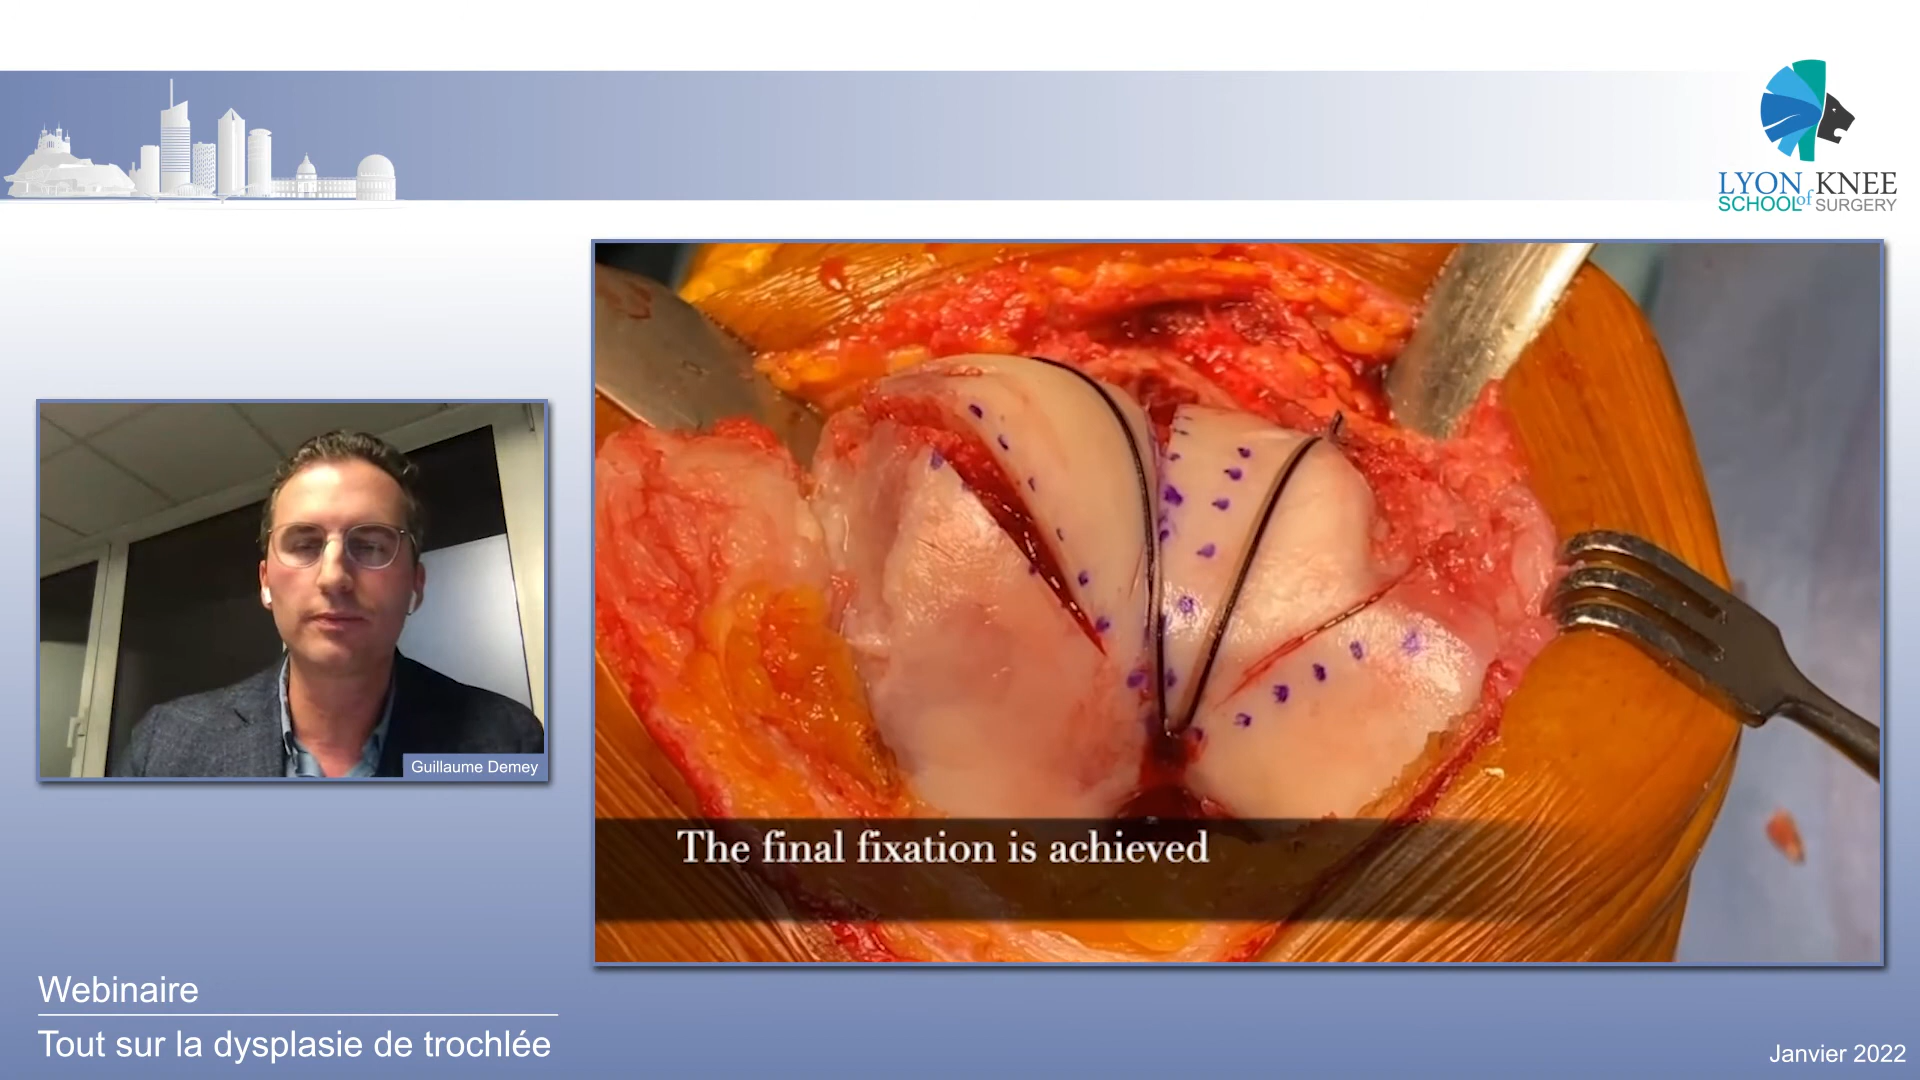 LYON KNEE
SCHOOL of SURGERY
The final fixation is achieved
Guillaume Demey
Webinaire
Tout sur la dysplasie de trochlée
Janvier 2022